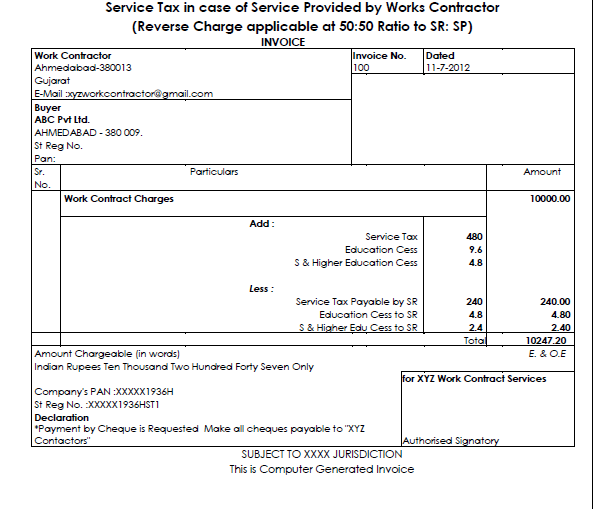 Service Tax in case of Service Provided by Works Contractor
(Reverse Charge applicable at 50:50 Ratio to SR: SP)
INVOICE
Work Contractor
Ahmedabad-380013
Gujarat
E-Mail :xyzworkcontractor@gmail.com
Invoice No.
100
Dated
11-7-2012
Buyer
ABC Pvt Ltd.
AHMEDABAD - 380 009.
St Reg No.
Pan:
Sr. No. Particulars Amount
Work Contract Charges 10000.00
Add :
Service Tax 480
Education Cess 9.6
S & Higher Education Cess 4.8
Less :
Service Tax Payable by SR 240 240.00
Education Cess to SR 4.8 4.80
S & Higher Edu Cess to SR 2.4 2.40
Total 10247.20
Amount Chargeable (in words) E. & O.E
Indian Rupees Ten Thousand Two Hundred Forty Seven Only
for XYZ Work Contract Services
Company's PAN :XXXXX1936H
St Reg No. :XXXXX1936HST1
Declaration
*Payment by Cheque is Requested Make all cheques payable to "XYZ
Contactors"
Authorised Signatory
SUBJECT TO XXXX JURISDICTION
This is Computer Generated Invoice